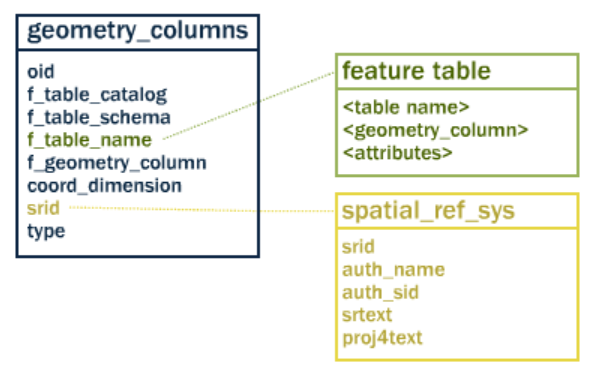 geometry_columns
oid
f_table_catalog
f_table_schema
f_table_name
f_geometry_column
coord_dimension
srid
type
feature table
<table name>
<geometry_column>
<attributes>
spatial_ref_sys
srid
auth_name
auth_sid
srtext
proj4text